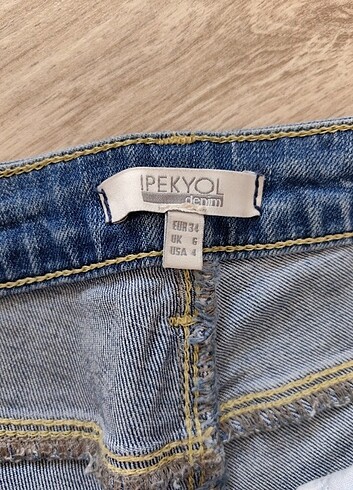 IPEKYOL
denim
EUR 34
UK 6
USA 4